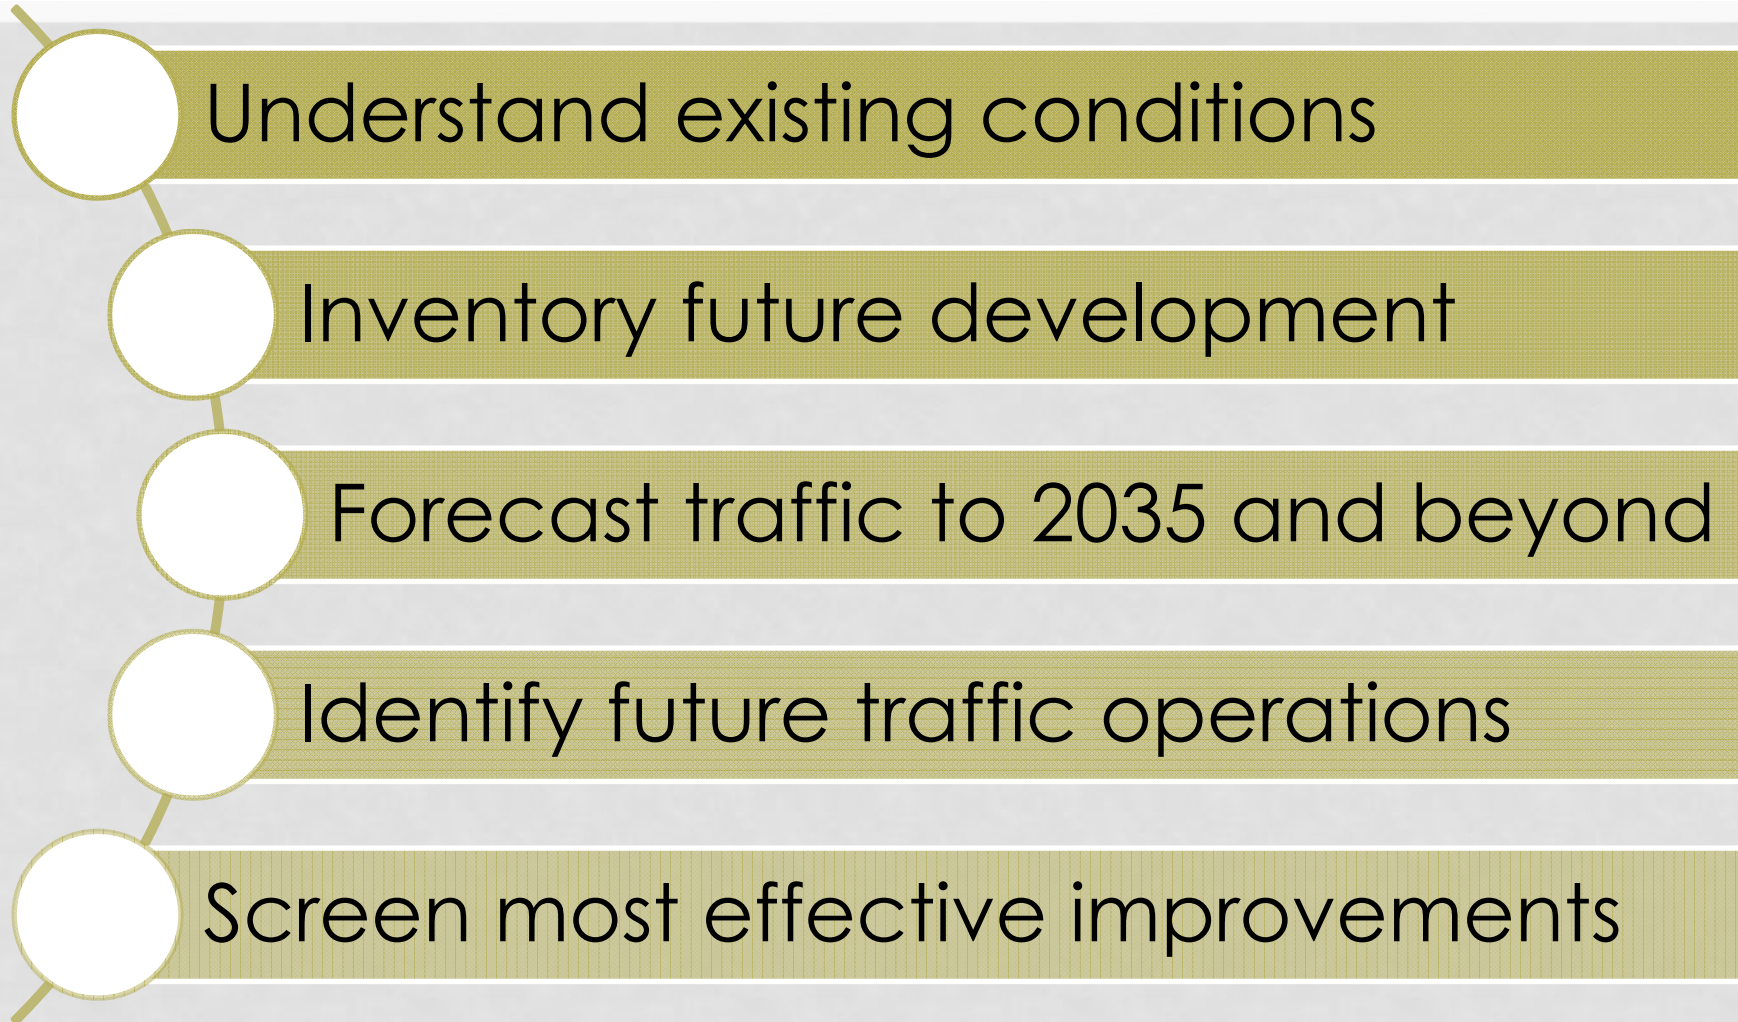 Understand existing conditions
Inventory future development
Forecast traffic to 2035 and beyond
Identify future traffic operations
Screen most effective improvements